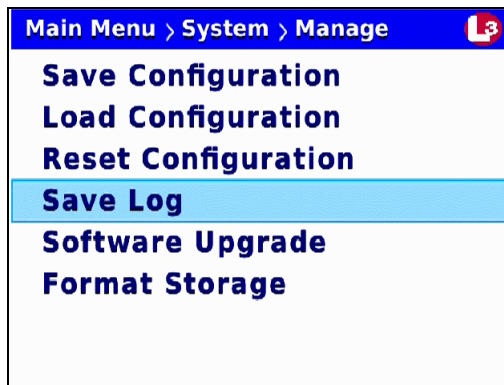 Main Menu > System > Manage L3
Save Configuration
Load Configuration
Reset Configuration
Save Log
Software Upgrade
Format Storage